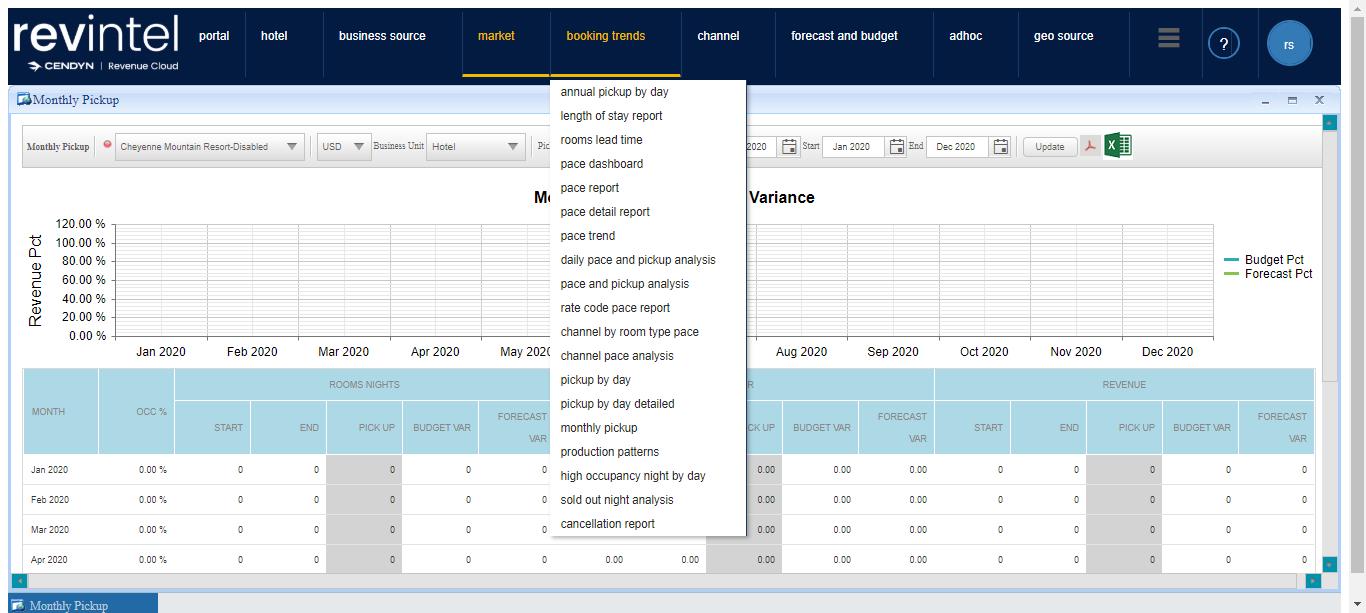 revintel
CENDYN | Revenue Cloud
portal hotel business source market booking trends channel forecast and budget adhoc geo source ? rs
Monthly Pickup
Monthly Pickup Cheyenne Mountain Resort-Disabled USD Business Unit Hotel 2020 Start Jan 2020 End Dec 2020 Update
annual pickup by day
length of stay report
rooms lead time
pace dashboard
pace report
pace detail report
pace trend
daily pace and pickup analysis
pace and pickup analysis
rate code pace report
channel by room type pace
channel pace analysis
pickup by day
pickup by day detailed
monthly pickup
production patterns
high occupancy night by day
sold out night analysis
cancellation report
Variance
Revenue Pct
120.00 %
100.00 %
80.00 %
60.00 %
40.00 %
20.00 %
0.00 %
Jan 2020 Feb 2020 Mar 2020 Apr 2020 May 202 Aug 2020 Sep 2020 Oct 2020 Nov 2020 Dec 2020
Budget Pct
Forecast Pct
MONTH OCC % ROOMS NIGHTS R REVENUE
START END PICK UP BUDGET VAR FORECAST VAR CK UP BUDGET VAR FORECAST VAR START END PICK UP BUDGET VAR FORECAST VAR
Jan 2020 0.00 % 0 0 0 0 0 0.00 0.00 0.00 0 0 0 0 0
Feb 2020 0.00 % 0 0 0 0 0 0.00 0.00 0.00 0 0 0 0 0
Mar 2020 0.00 % 0 0 0 0 0 0.00 0.00 0.00 0 0 0 0 0
Apr 2020 0.00 % 0 0 0 0 0 0.00 0.00 0.00 0.00 0.00 0 0 0 0 0
Monthly Pickup